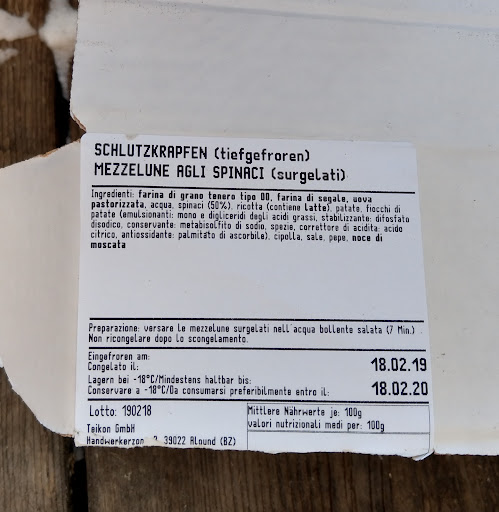 SCHLUTZKRAPFEN (tiefgefroren)
MEZZELUNE AGLI SPINACI (surgelati)
Ingredienti: farina di grano tenero tipo 00, farina di segale, uova
pastorizzata, acqua, spinaci (50%), ricotta (contiene latte), patate, fiocchi di
patate (emulsionanti: mono e digliceridi degli acidi grassi, stabilizzante: difosfato
disodico, conservante: metabisolfito di sodio, spezie, correttore di acidita: acido
citrico, antiossidante: palmitato di ascorbile), cipolla, sale, pepe, noce di
moscata
Preparazione: versare le mezzelune surgelati nell'acqua bollente salata (7 Min.)
Non ricongelare dopo lo scongelamento.
Eingefroren am:
Congelato il: 18.02.19
Lagern bei -18°C/Mindestens haltbar bis:
Conservare a -18°C/Da consumarsi preferibilmente entro il: 18.02.20
Lotto: 190218
Mittlere Nährwerte je: 100g
valori nutrizionali medi per: 100g
Teikon GmbH
Handwerkerzon 39022 Alound (BZ)